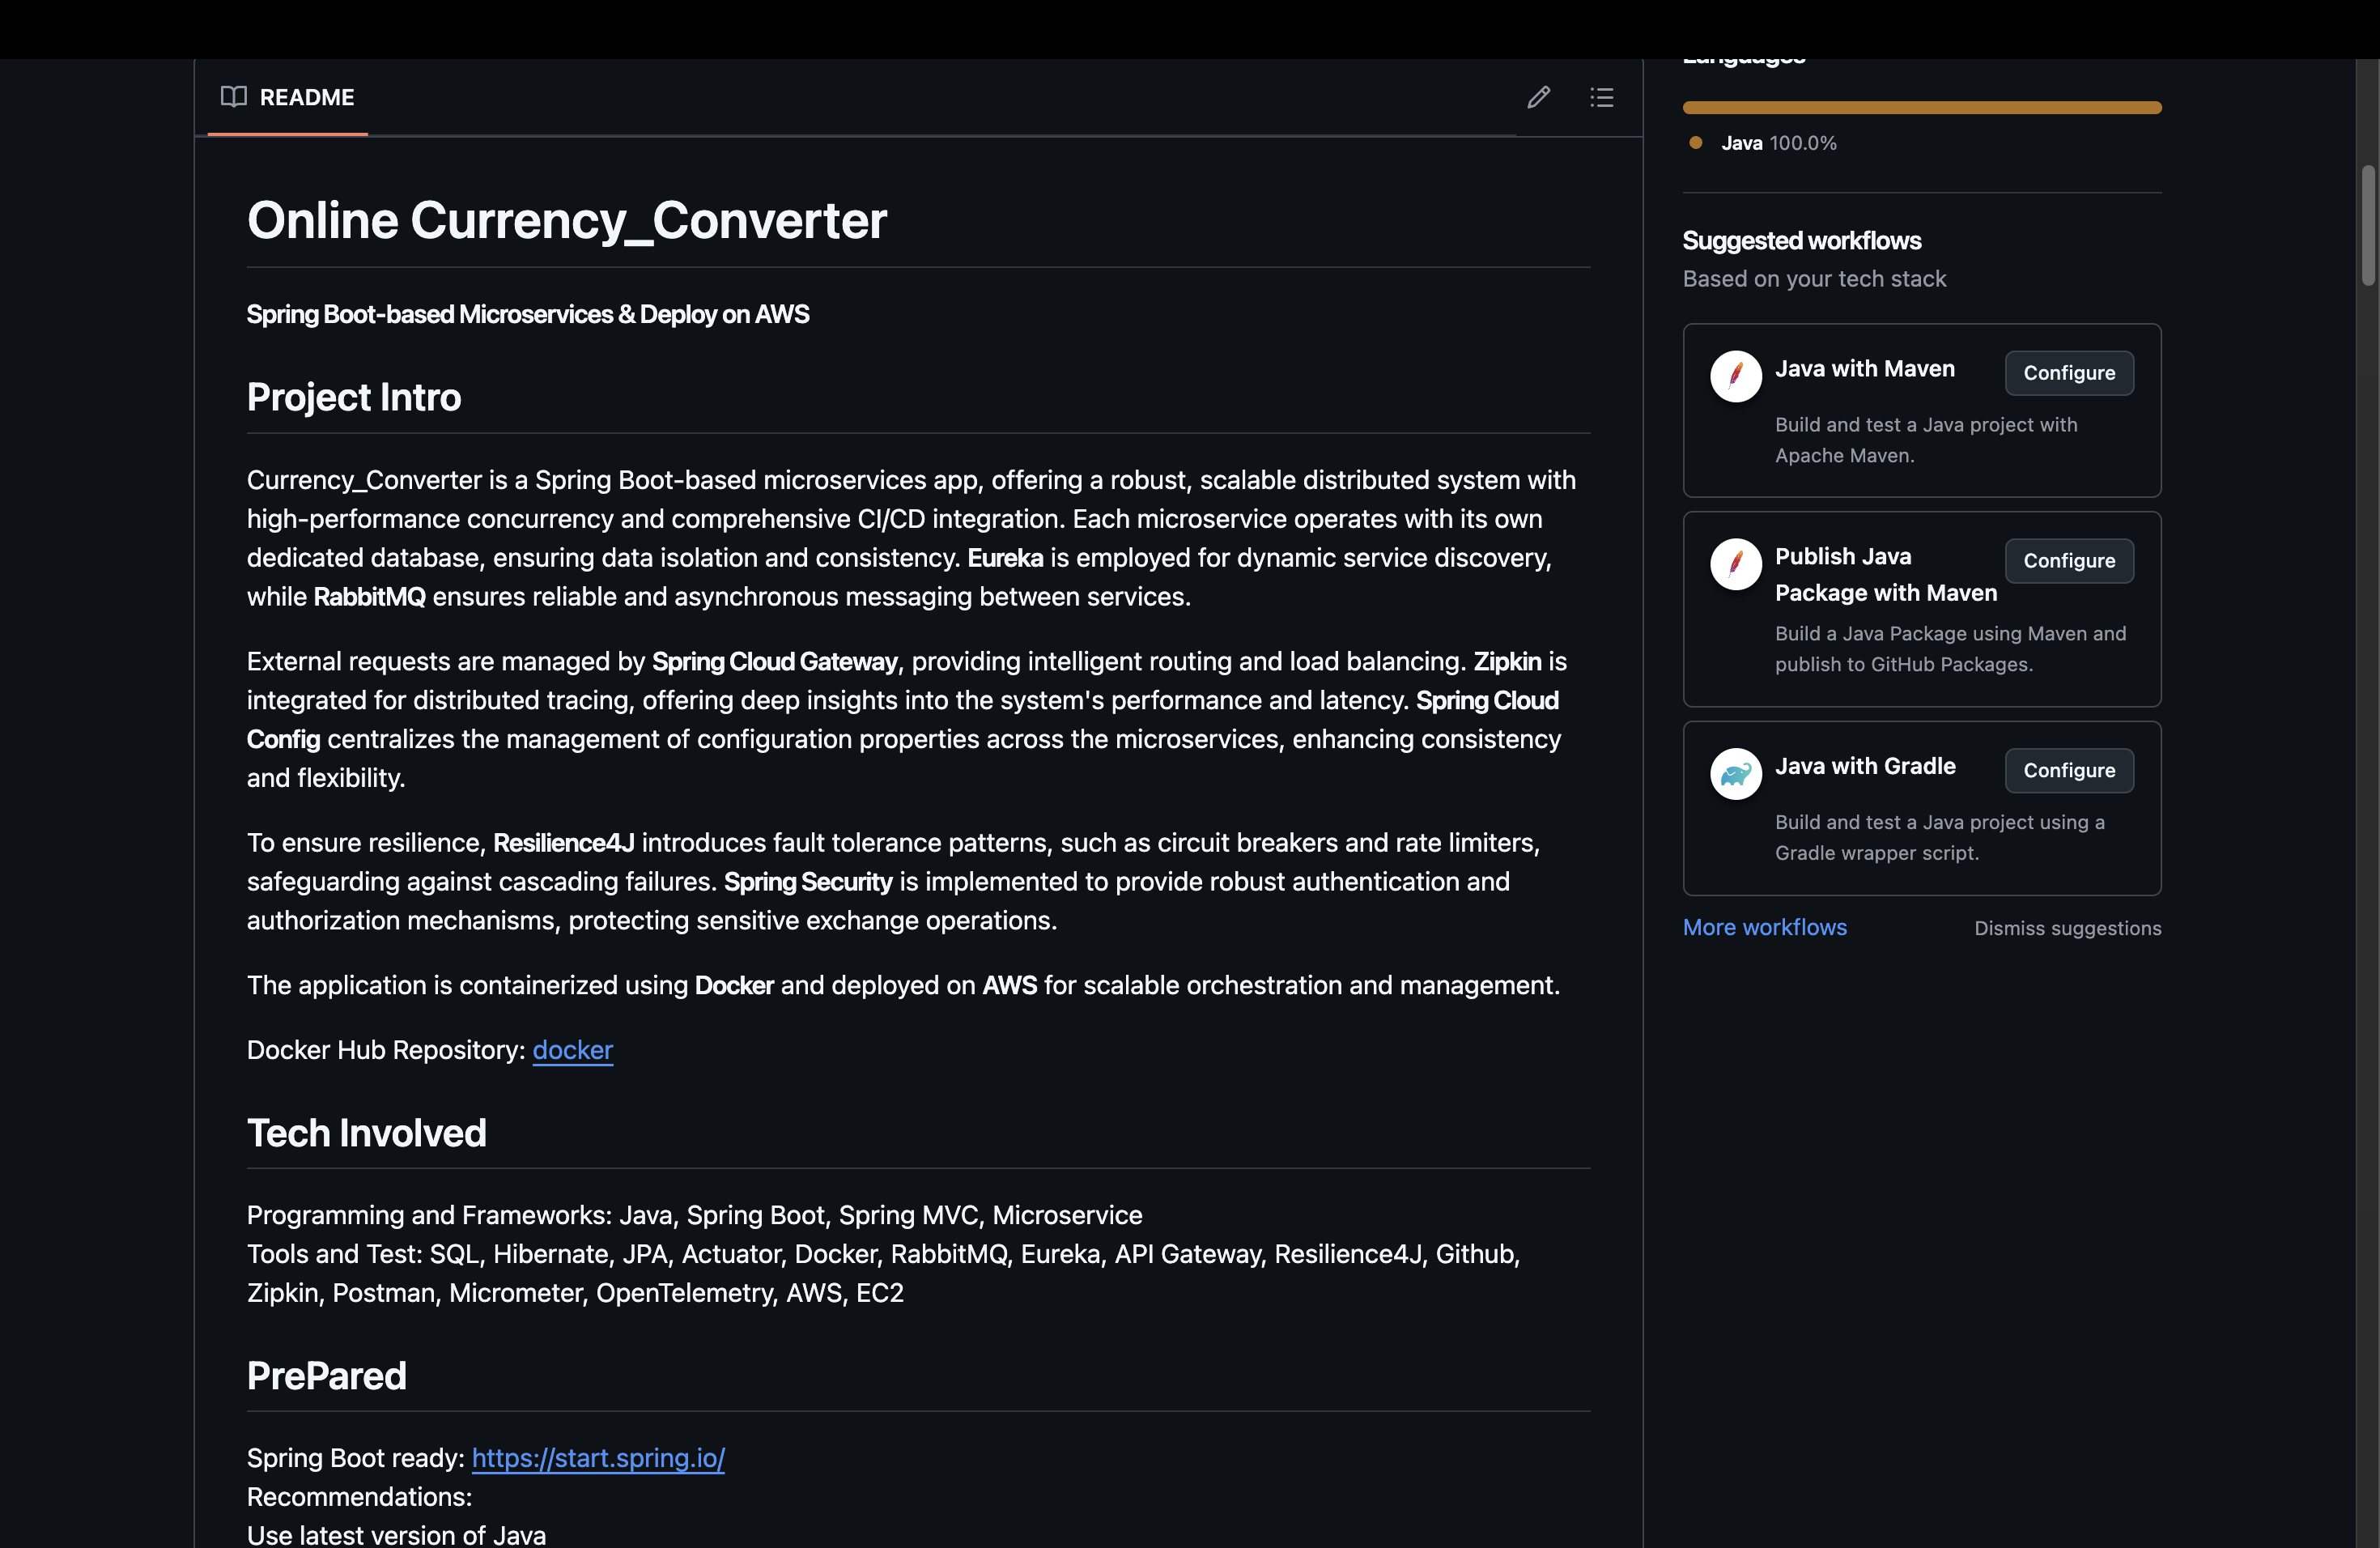 README
Online Currency_Converter
Spring Boot-based Microservices & Deploy on AWS
Project Intro
Currency_Converter is a Spring Boot-based microservices app, offering a robust, scalable distributed system with
high-performance concurrency and comprehensive CI/CD integration. Each microservice operates with its own
dedicated database, ensuring data isolation and consistency. Eureka is employed for dynamic service discovery,
while RabbitMQ ensures reliable and asynchronous messaging between services.
External requests are managed by Spring Cloud Gateway, providing intelligent routing and load balancing. Zipkin is
integrated for distributed tracing, offering deep insights into the system's performance and latency. Spring Cloud
Config centralizes the management of configuration properties across the microservices, enhancing consistency
and flexibility.
To ensure resilience, Resilience4J introduces fault tolerance patterns, such as circuit breakers and rate limiters,
safeguarding against cascading failures. Spring Security is implemented to provide robust authentication and
authorization mechanisms, protecting sensitive exchange operations.
The application is containerized using Docker and deployed on AWS for scalable orchestration and management.
Docker Hub Repository: docker
Tech Involved
Programming and Frameworks: Java, Spring Boot, Spring MVC, Microservice
Tools and Test: SQL, Hibernate, JPA, Actuator, Docker, RabbitMQ, Eureka, API Gateway, Resilience4J, Github,
Zipkin, Postman, Micrometer, OpenTelemetry, AWS, EC2
PrePared
Spring Boot ready: https://start.spring.io/
Recommendations:
Use latest version of Java
Languages
Java 100.0%
Suggested workflows
Based on your tech stack
Java with Maven
Configure
Build and test a Java project with
Apache Maven.
Publish Java
Package with Maven
Configure
Build a Java Package using Maven and
publish to GitHub Packages.
Java with Gradle
Configure
Build and test a Java project using a
Gradle wrapper script.
More workflows
Dismiss suggestions